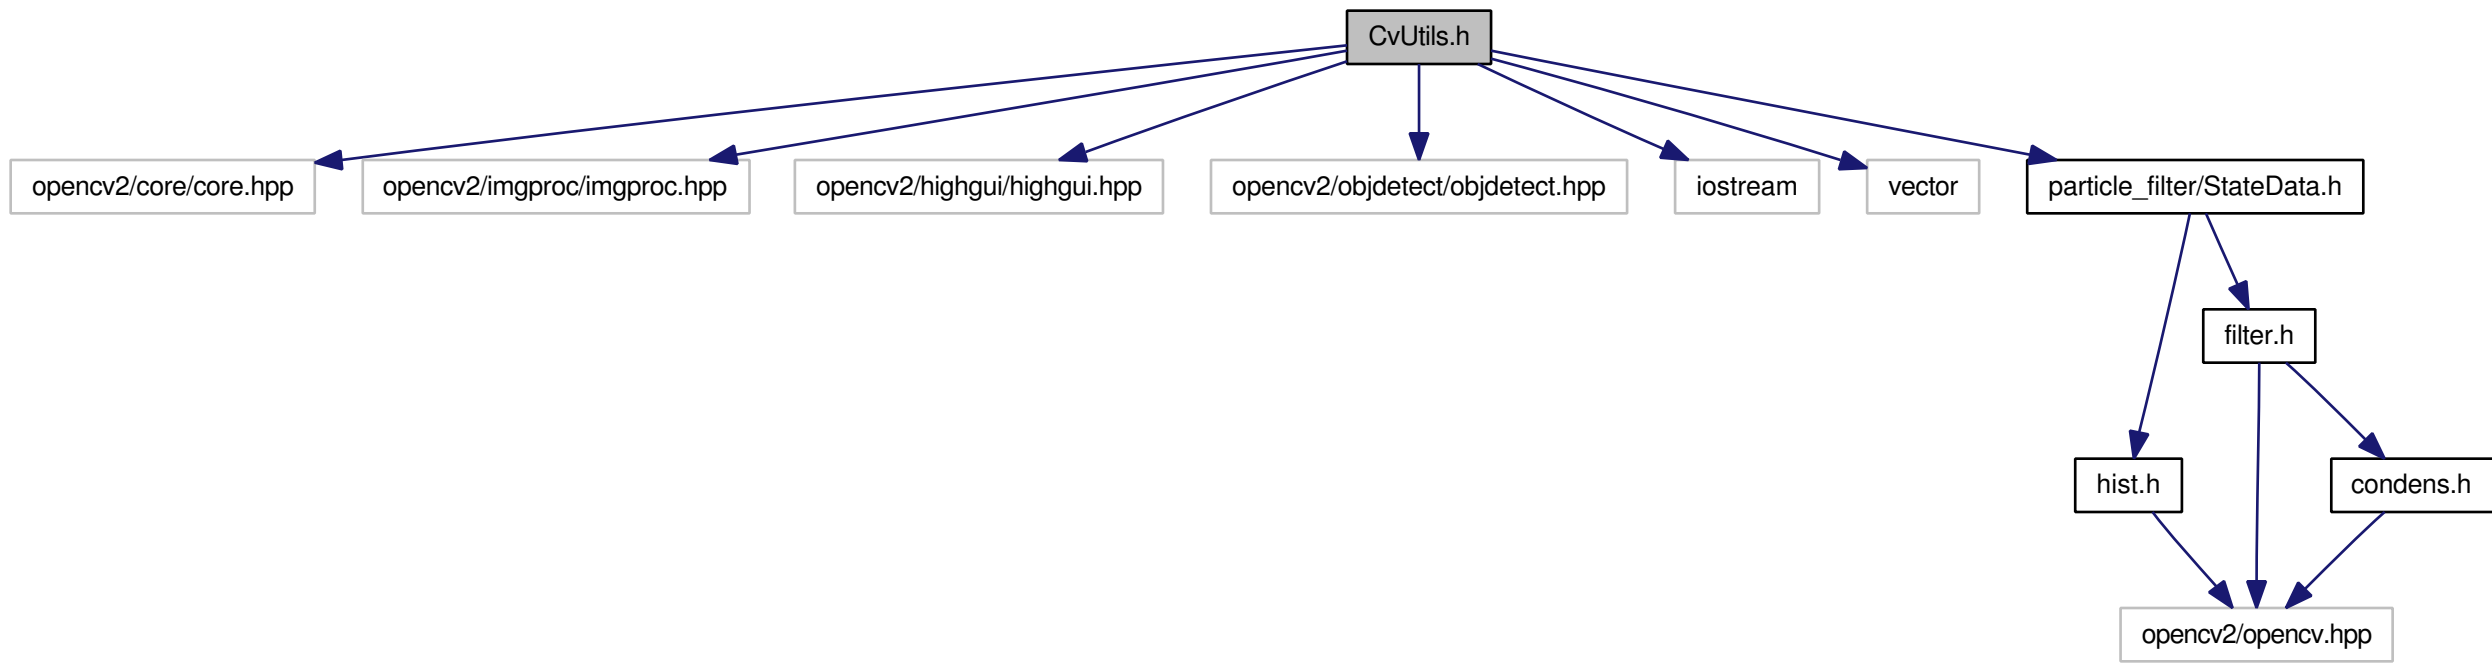 CvUtils.h
opencv2/core/core.hpp
opencv2/imgproc/imgproc.hpp
opencv2/highgui/highgui.hpp
opencv2/objdetect/objdetect.hpp
iostream
vector
particle_filter/StateData.h
filter.h
hist.h
condens.h
opencv2/opencv.hpp